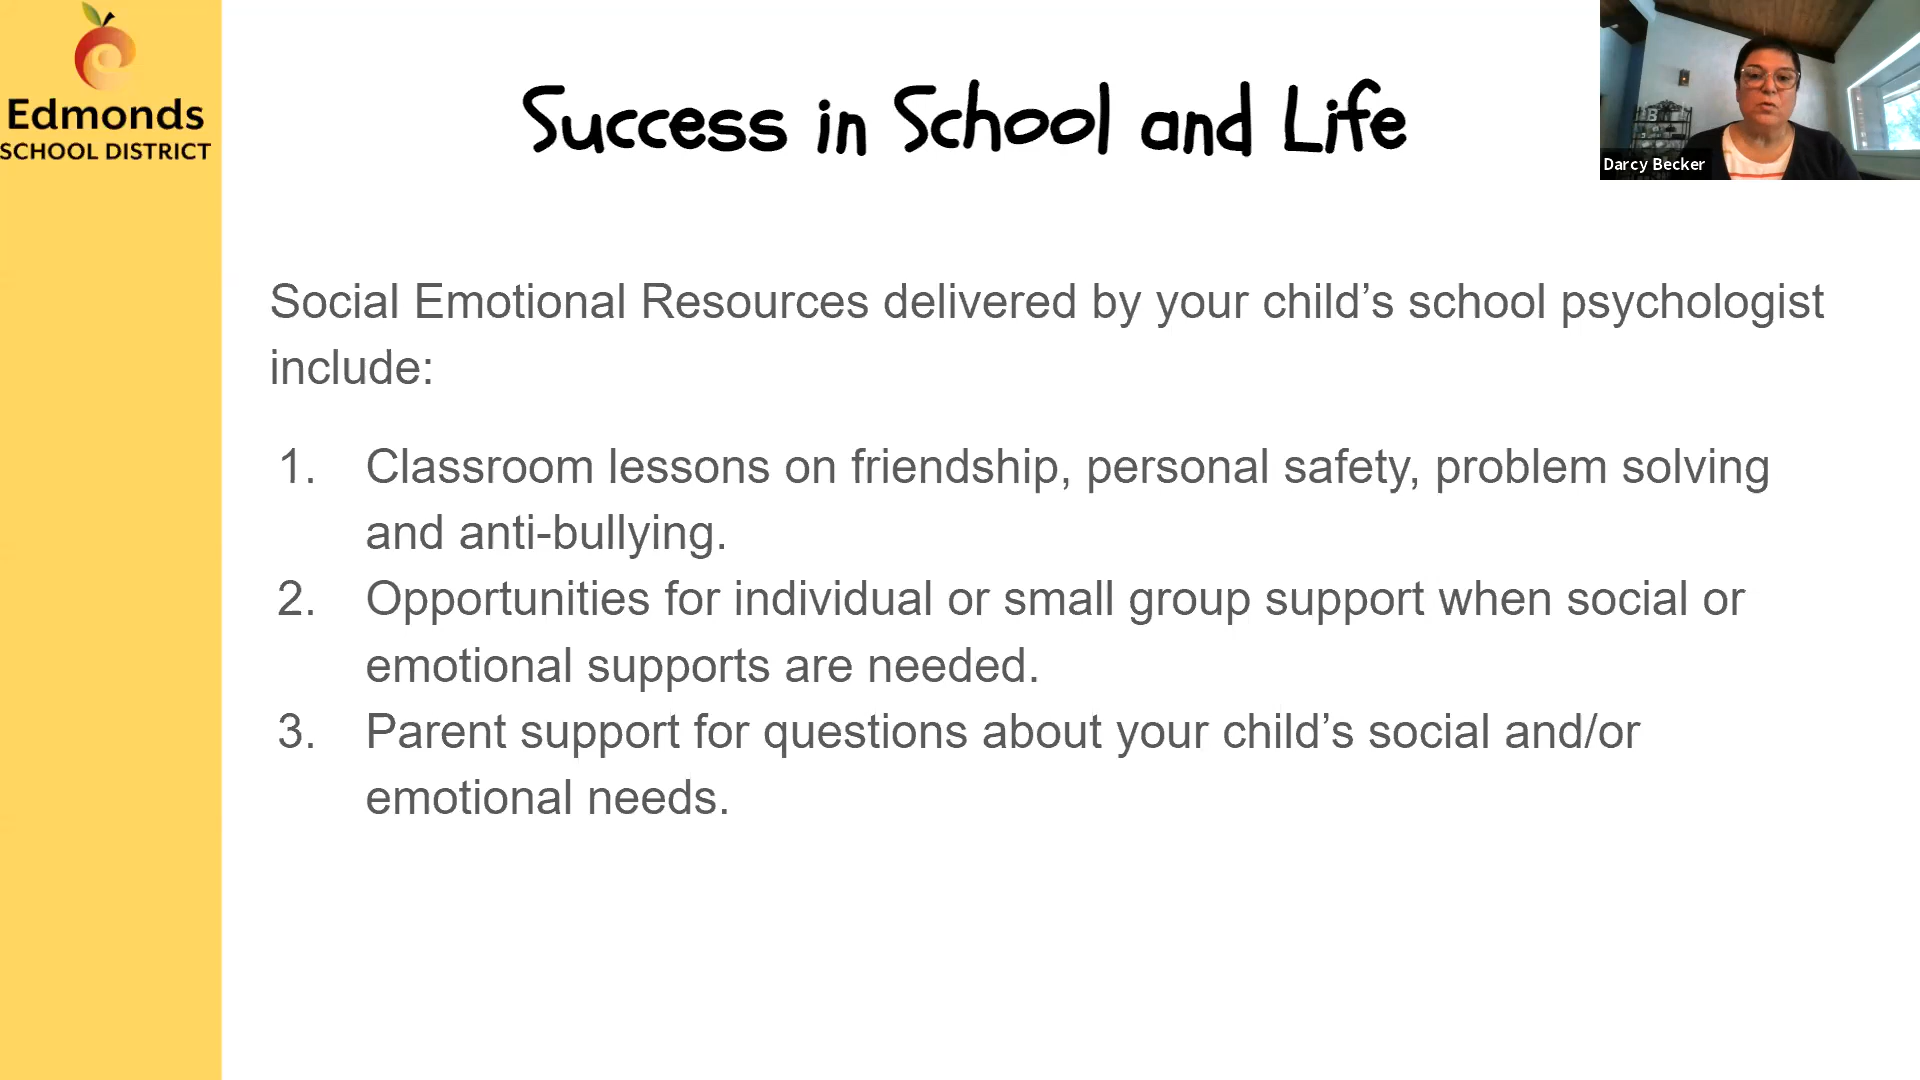 Edmonds
SCHOOL DISTRICT
Success in School and Life
Darcy Becker
Social Emotional Resources delivered by your child’s school psychologist
include:
1. Classroom lessons on friendship, personal safety, problem solving
and anti-bullying.
2. Opportunities for individual or small group support when social or
emotional supports are needed.
3. Parent support for questions about your child’s social and/or
emotional needs.